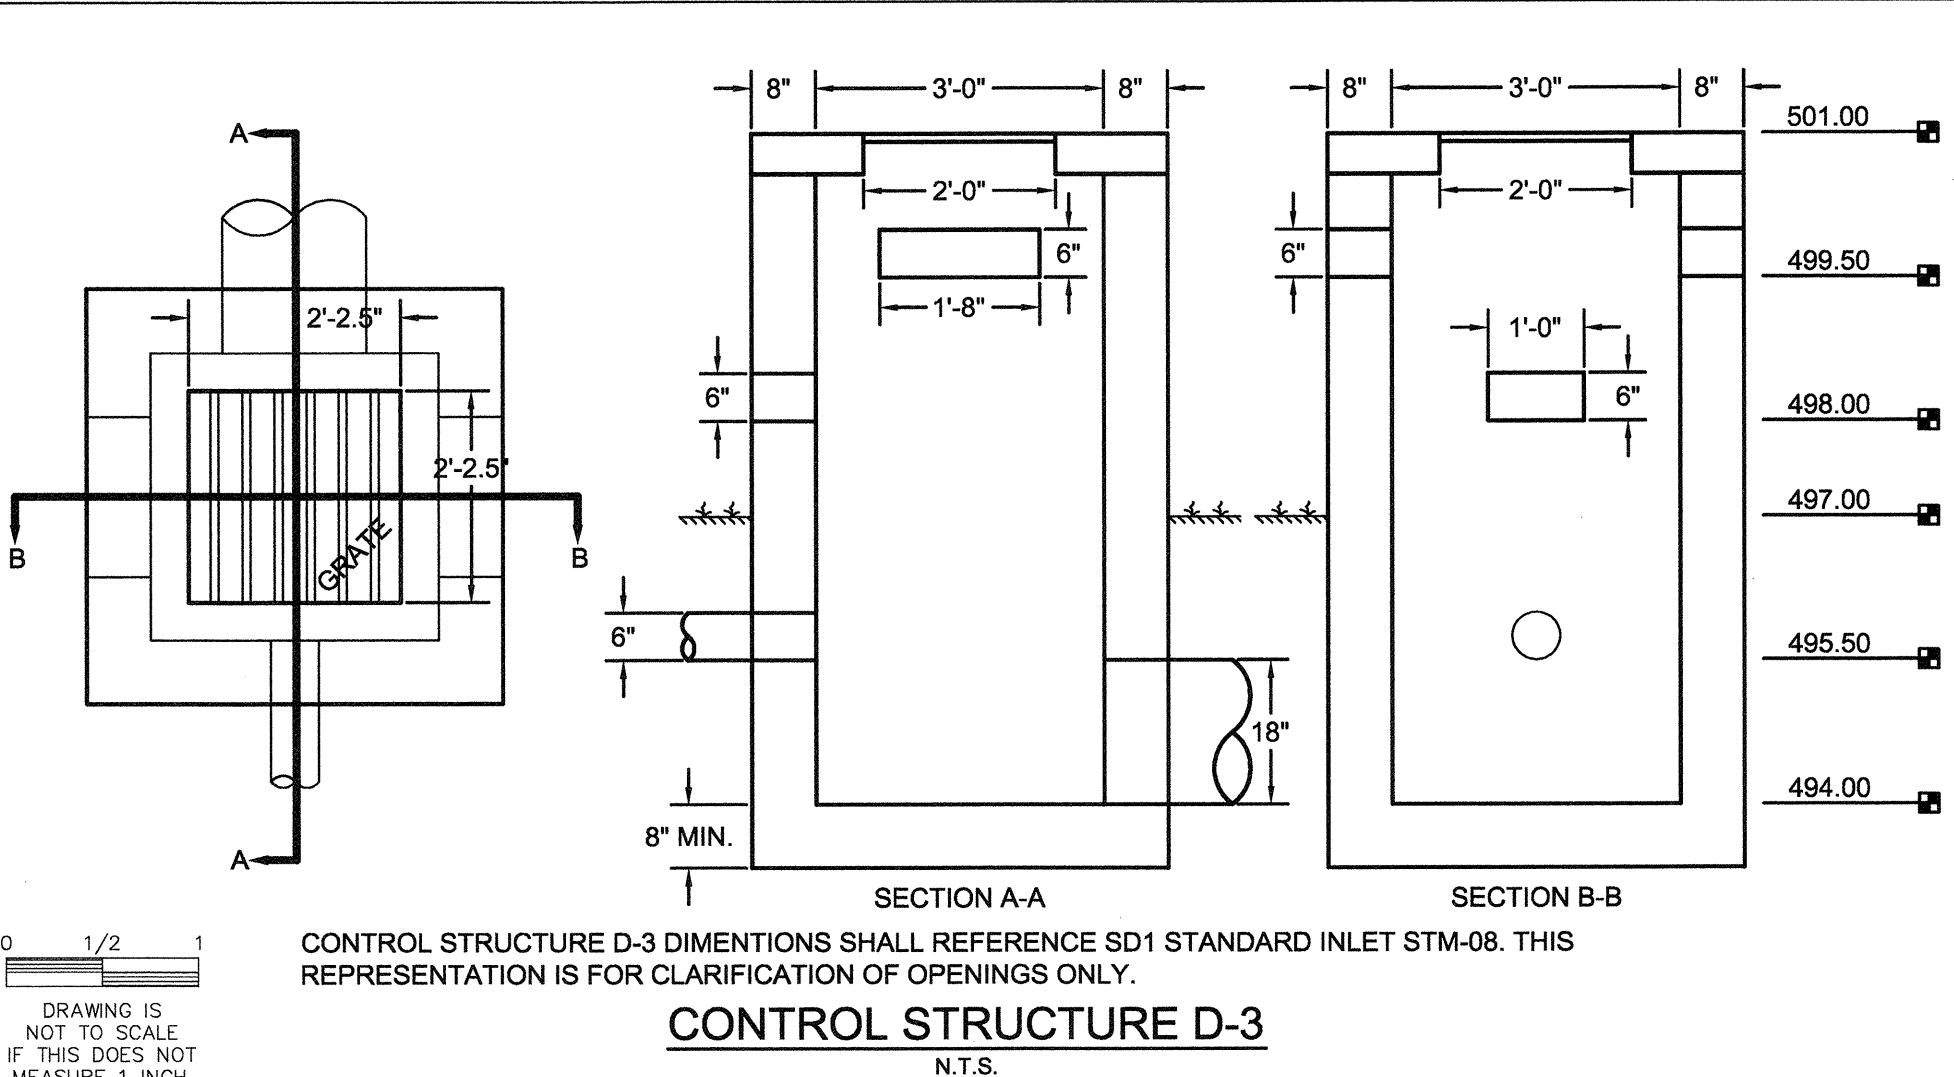 8"
3'-0"
8"
8"
3'-0"
8"
501.00
A
2'-0"
2'-0"
6"
6"
499.50
1'-8"
2'-2.5"
1'-0"
6"
6"
498.00
2'-2.5"
497.00
GRATE
B
B
6"
495.50
18"
494.00
8" MIN.
A
SECTION A-A
SECTION B-B
0 1/2 1
CONTROL STRUCTURE D-3 DIMENTIONS SHALL REFERENCE SD1 STANDARD INLET STM-08. THIS
REPRESENTATION IS FOR CLARIFICATION OF OPENINGS ONLY.
DRAWING IS
NOT TO SCALE
IF THIS DOES NOT
MEASURE 1 INCH
CONTROL STRUCTURE D-3
N.T.S.